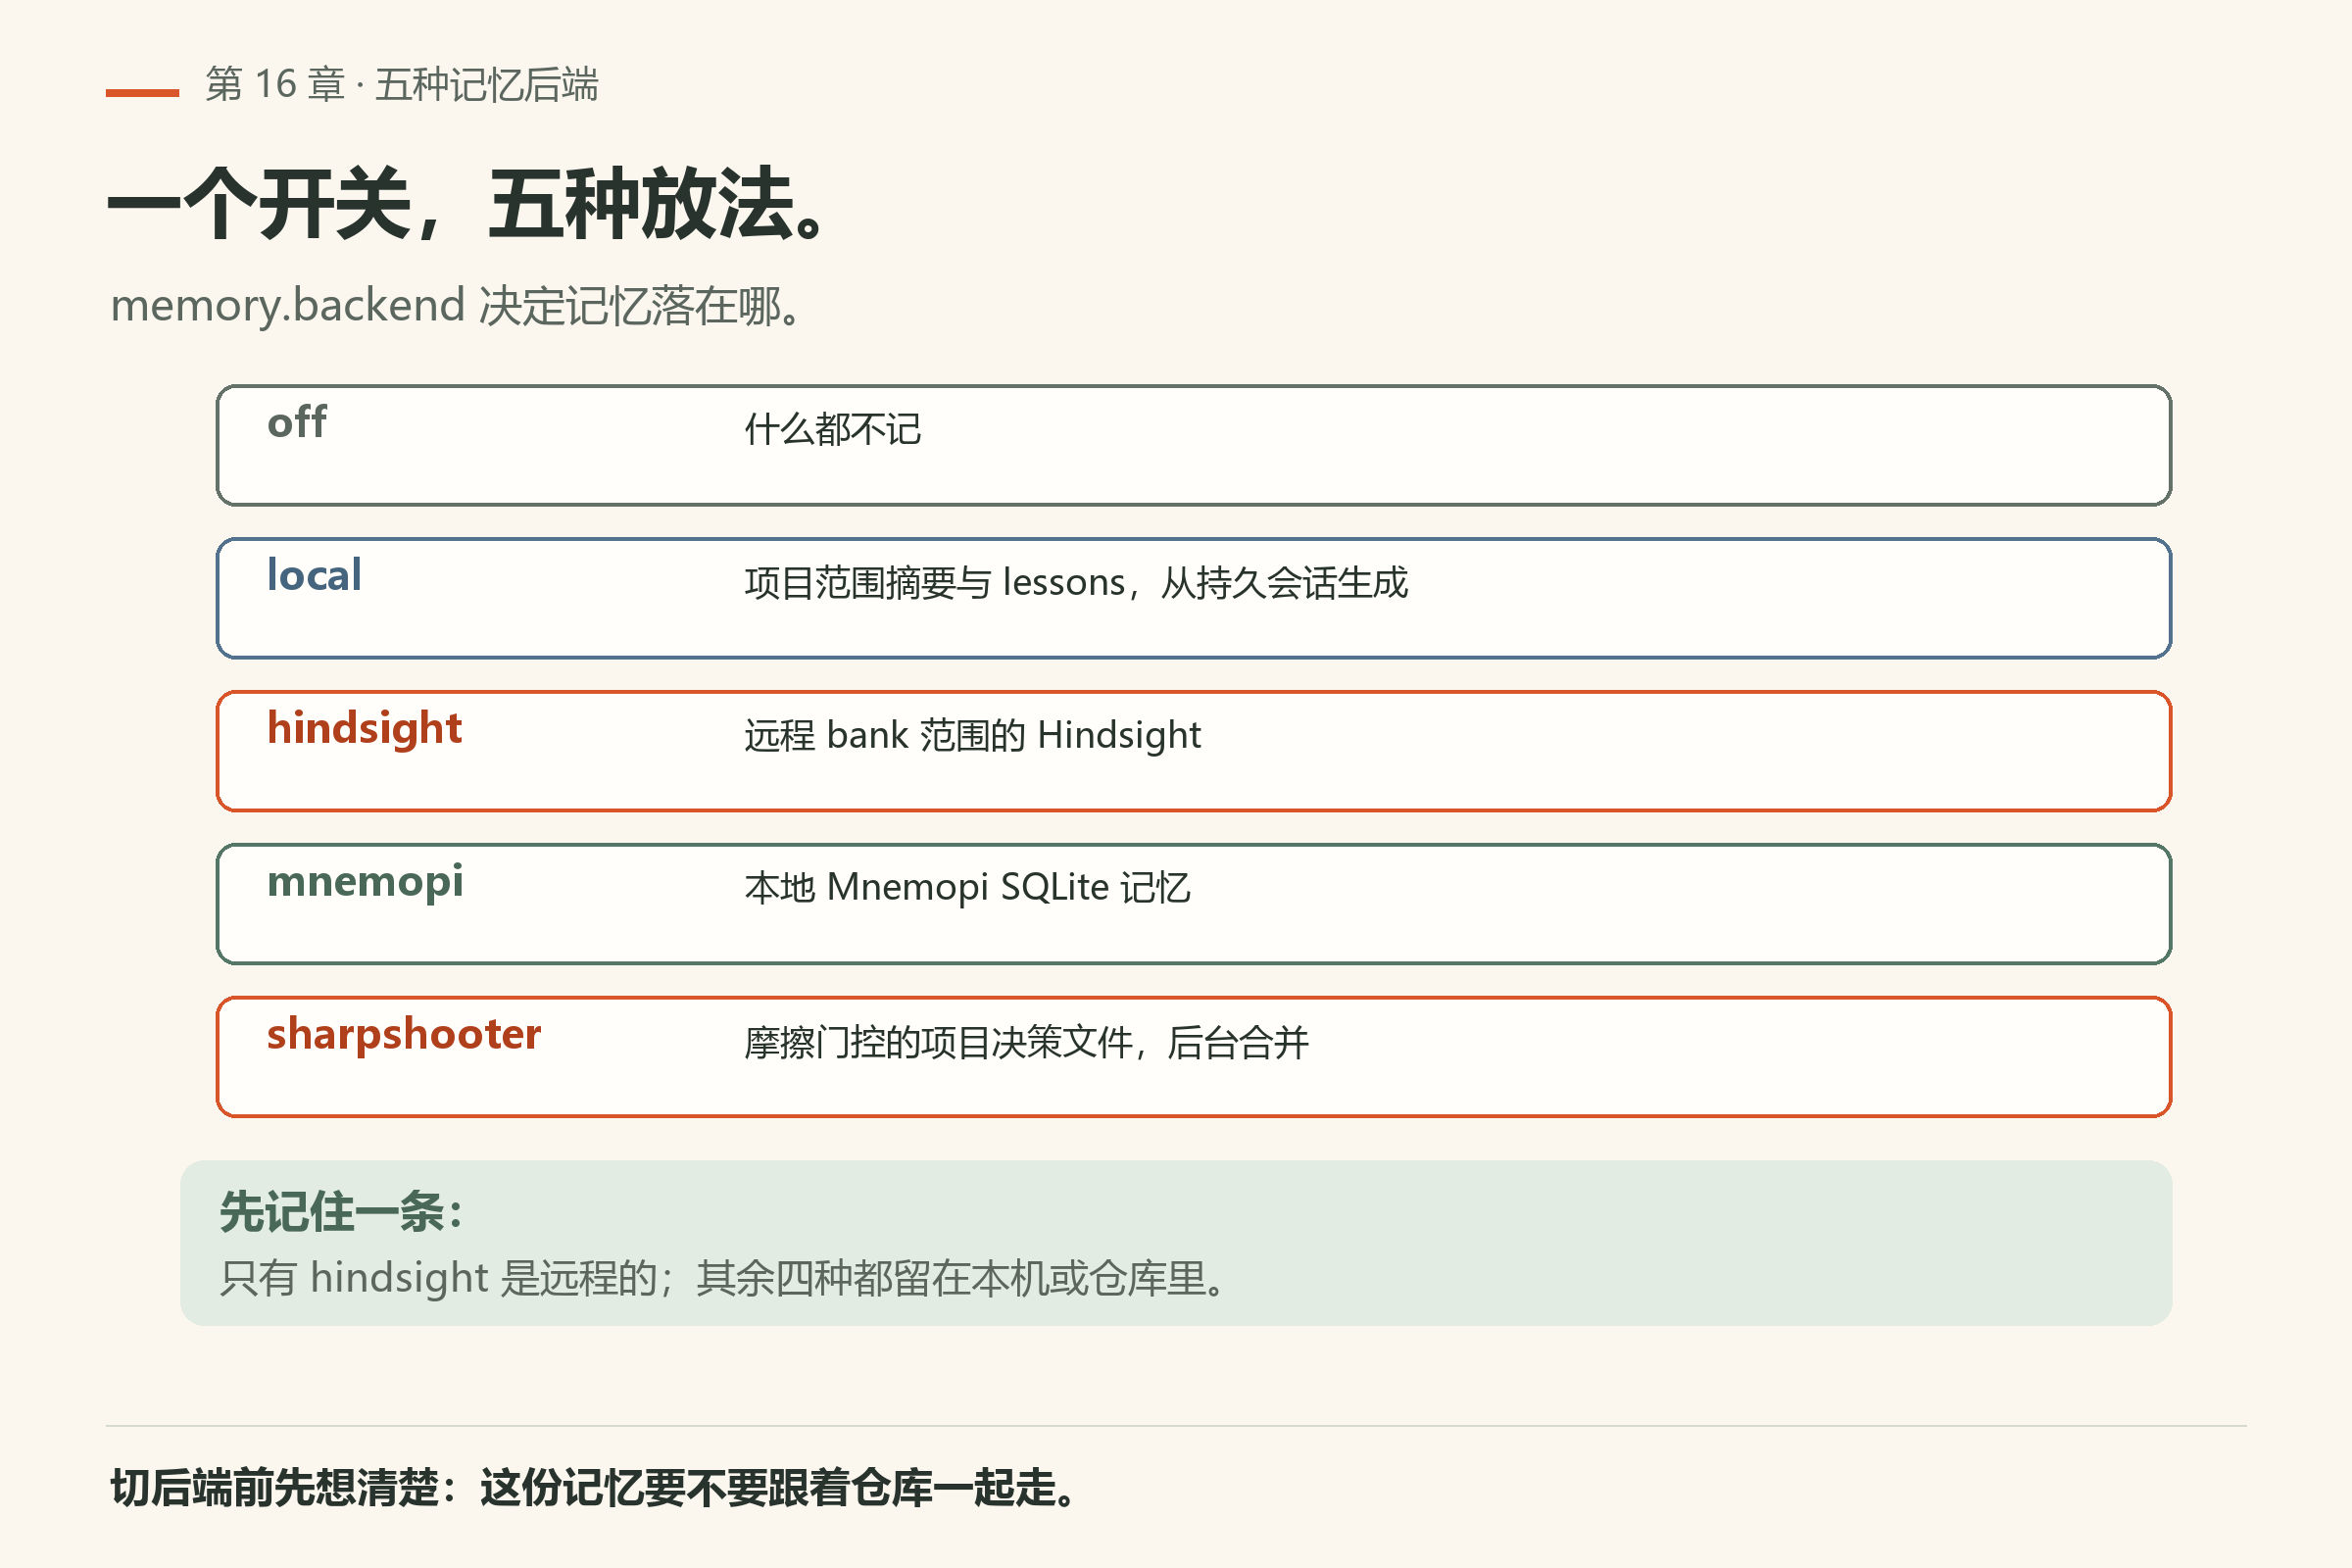 第 16 章 · 五种记忆后端
一个开关，五种放法。
memory.backend 决定记忆落在哪。
off 什么都不记
local 项目范围摘要与 lessons，从持久会话生成
hindsight 远程 bank 范围的 Hindsight
mnemopi 本地 Mnemopi SQLite 记忆
sharpshooter 摩擦门控的项目决策文件，后台合并
先记住一条：
只有 hindsight 是远程的；其余四种都留在本机或仓库里。
切后端前先想清楚：这份记忆要不要跟着仓库一起走。